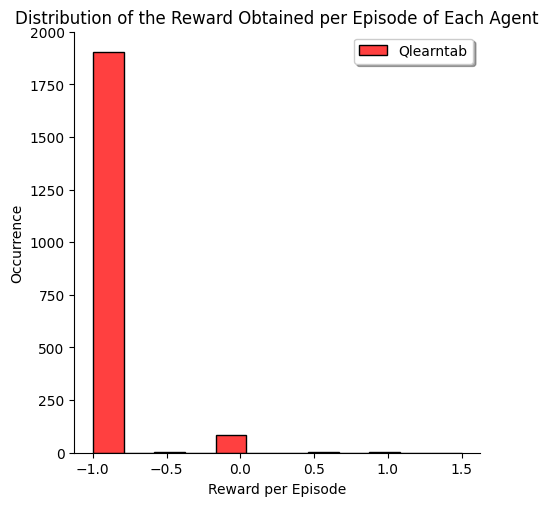 Distribution of the Reward Obtained per Episode of Each Agent
Qlearntab
2000
1750
1500
1250
1000
750
500
250
0
Occurrence
−1.0 −0.5 0.0 0.5 1.0 1.5
Reward per Episode